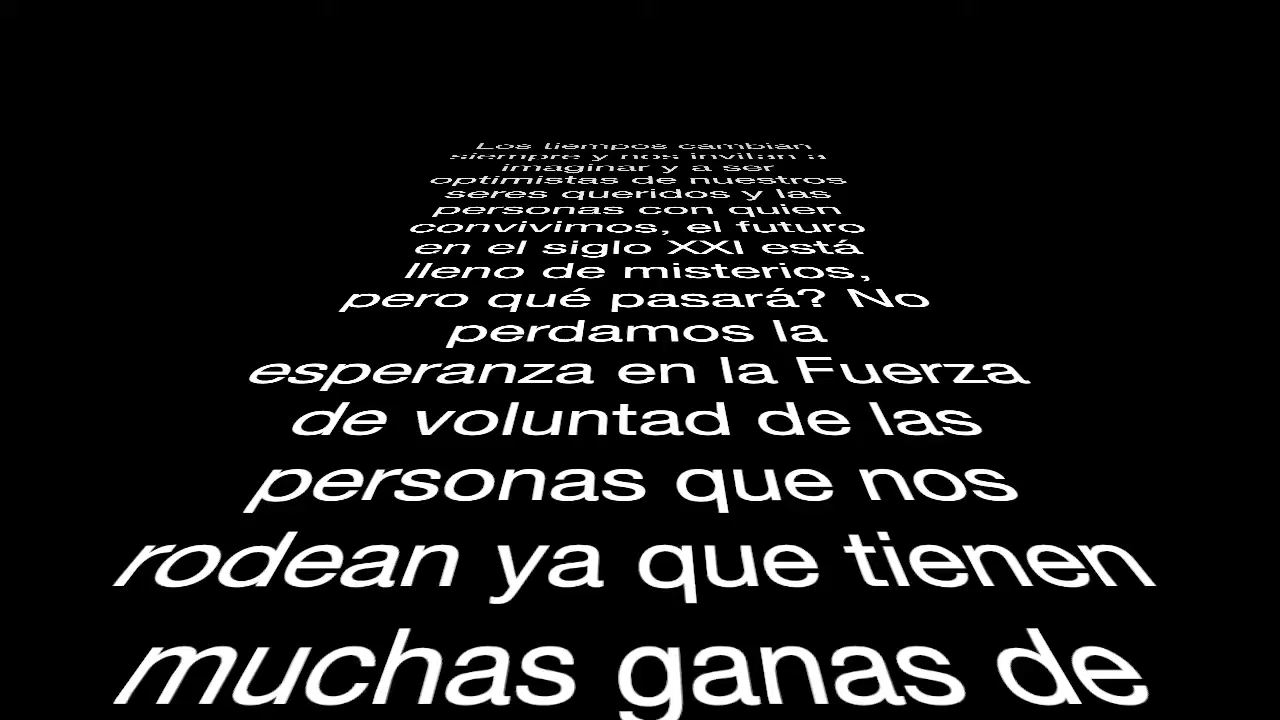 Los tiempos cambian
siempre y nos invitan a
imaginar y a ser
optimistas de nuestros
seres queridos y las
personas con quien
convivimos, el futuro
en el siglo XXI está
lleno de misterios,
pero qué pasará? No
perdamos la
esperanza en la Fuerza
de voluntad de las
personas que nos
rodean ya que tienen
muchas ganas de